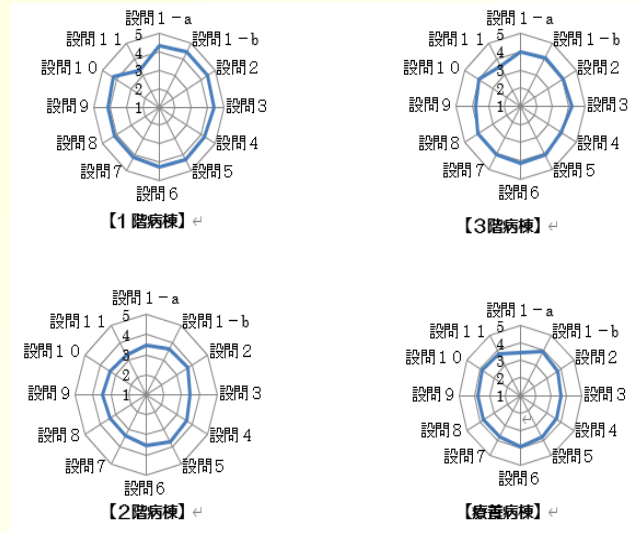 設問１－a
設問１１
設問１－b
設問１０
設問２
設問９
設問３
設問８
設問４
設問７
設問５
設問６
5
4
3
2
1
【1階病棟】
設問１－a
設問１１
設問１－b
設問１０
設問２
設問９
設問３
設問８
設問４
設問７
設問５
設問６
5
4
3
2
1
【3階病棟】
設問１－a
設問１１
設問１－b
設問１０
設問２
設問９
設問３
設問８
設問４
設問７
設問５
設問６
5
4
3
2
1
【2階病棟】
設問１－a
設問１１
設問１－b
設問１０
設問２
設問９
設問３
設問８
設問４
設問７
設問５
設問６
5
4
3
2
1
【療養病棟】